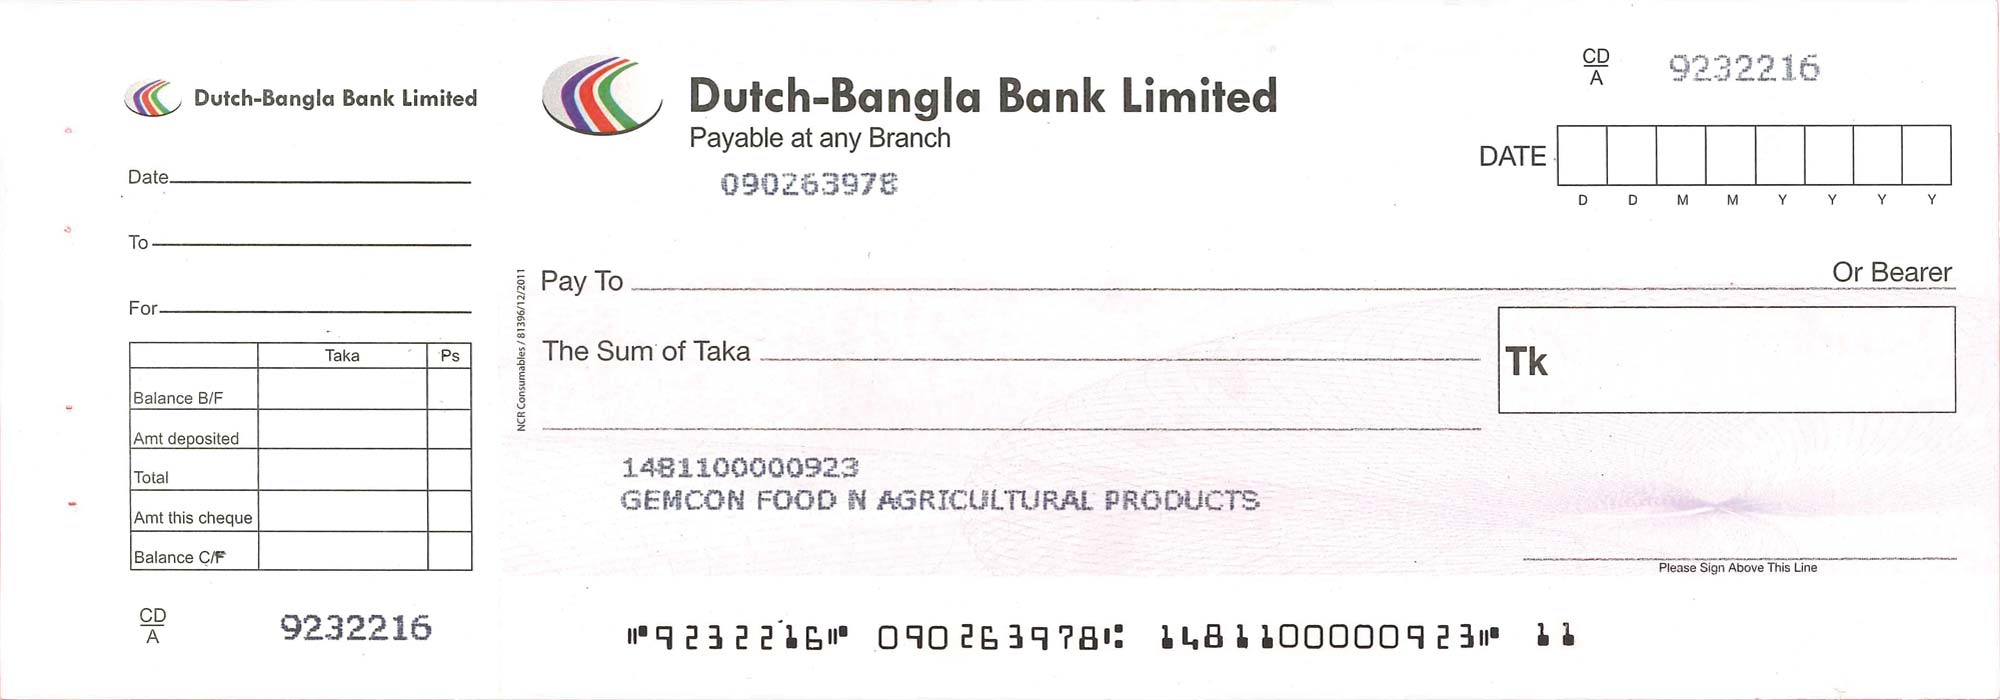 Dutch-Bangla Bank Limited
Date
To
For
Taka Ps
Balance B/F
Amt deposited
Total
Amt this cheque
Balance C/F
CD
A
9232216
Dutch-Bangla Bank Limited
Payable at any Branch
090263978
CD
A
9232216
DATE
D D M M Y Y Y Y
NCR Consumables / 81396/12/2011
Pay To
Or Bearer
The Sum of Taka
Tk
1481100000923
GEMCON FOOD N AGRICULTURAL PRODUCTS
Please Sign Above This Line
⑈9232216⑈ 090263978⑆ 1481100000923⑈ 11